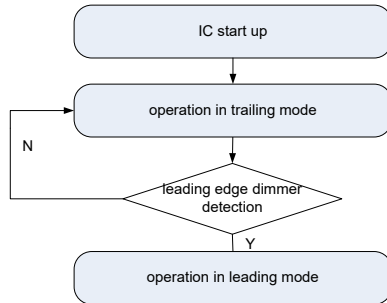 IC start up
operation in trailing mode
N
leading edge dimmer
detection
Y
operation in leading mode